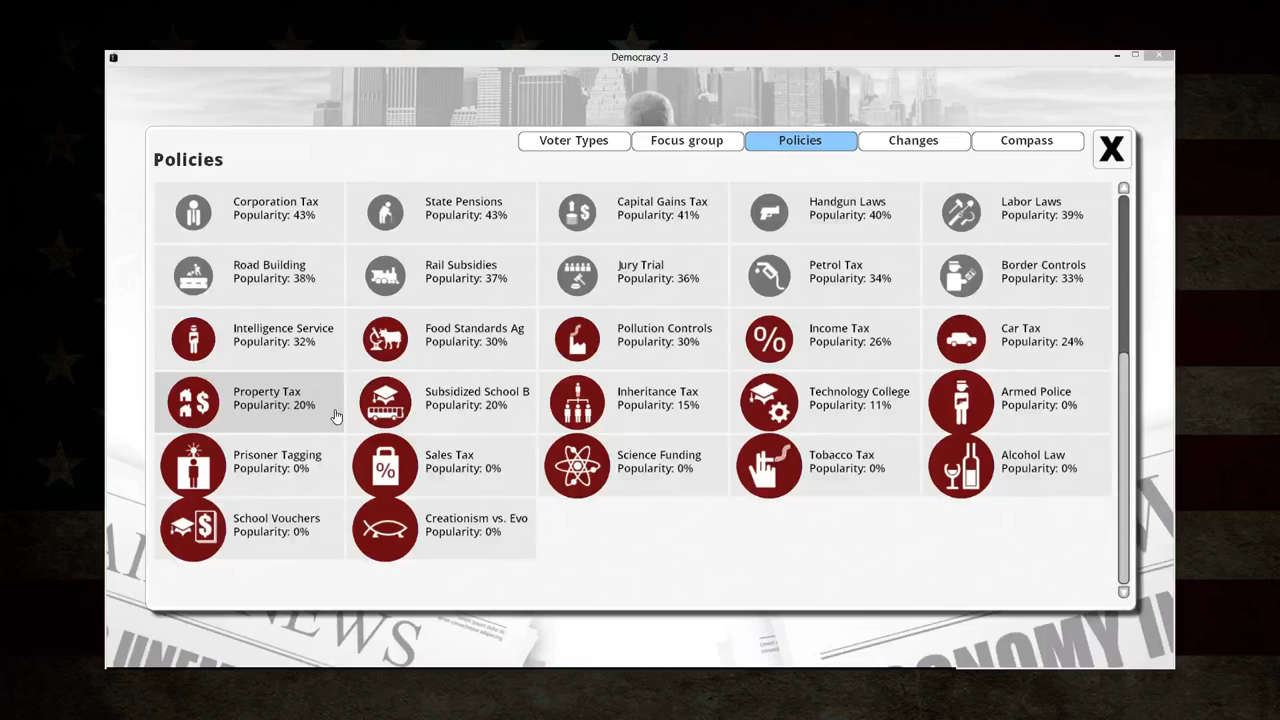 Democracy 3
Voter Types
Focus group
Policies
Changes
Compass
X
Policies
Corporation Tax
Popularity: 43%
State Pensions
Popularity: 43%
Capital Gains Tax
Popularity: 41%
Handgun Laws
Popularity: 40%
Labor Laws
Popularity: 39%
Road Building
Popularity: 38%
Rail Subsidies
Popularity: 37%
Jury Trial
Popularity: 36%
Petrol Tax
Popularity: 34%
Border Controls
Popularity: 33%
Intelligence Service
Popularity: 32%
Food Standards Ag
Popularity: 30%
Pollution Controls
Popularity: 30%
Income Tax
Popularity: 26%
Car Tax
Popularity: 24%
Property Tax
Popularity: 20%
Subsidized School B
Popularity: 20%
Inheritance Tax
Popularity: 15%
Technology College
Popularity: 11%
Armed Police
Popularity: 0%
Prisoner Tagging
Popularity: 0%
Sales Tax
Popularity: 0%
Science Funding
Popularity: 0%
Tobacco Tax
Popularity: 0%
Alcohol Law
Popularity: 0%
School Vouchers
Popularity: 0%
Creationism vs. Evo
Popularity: 0%
NEWS